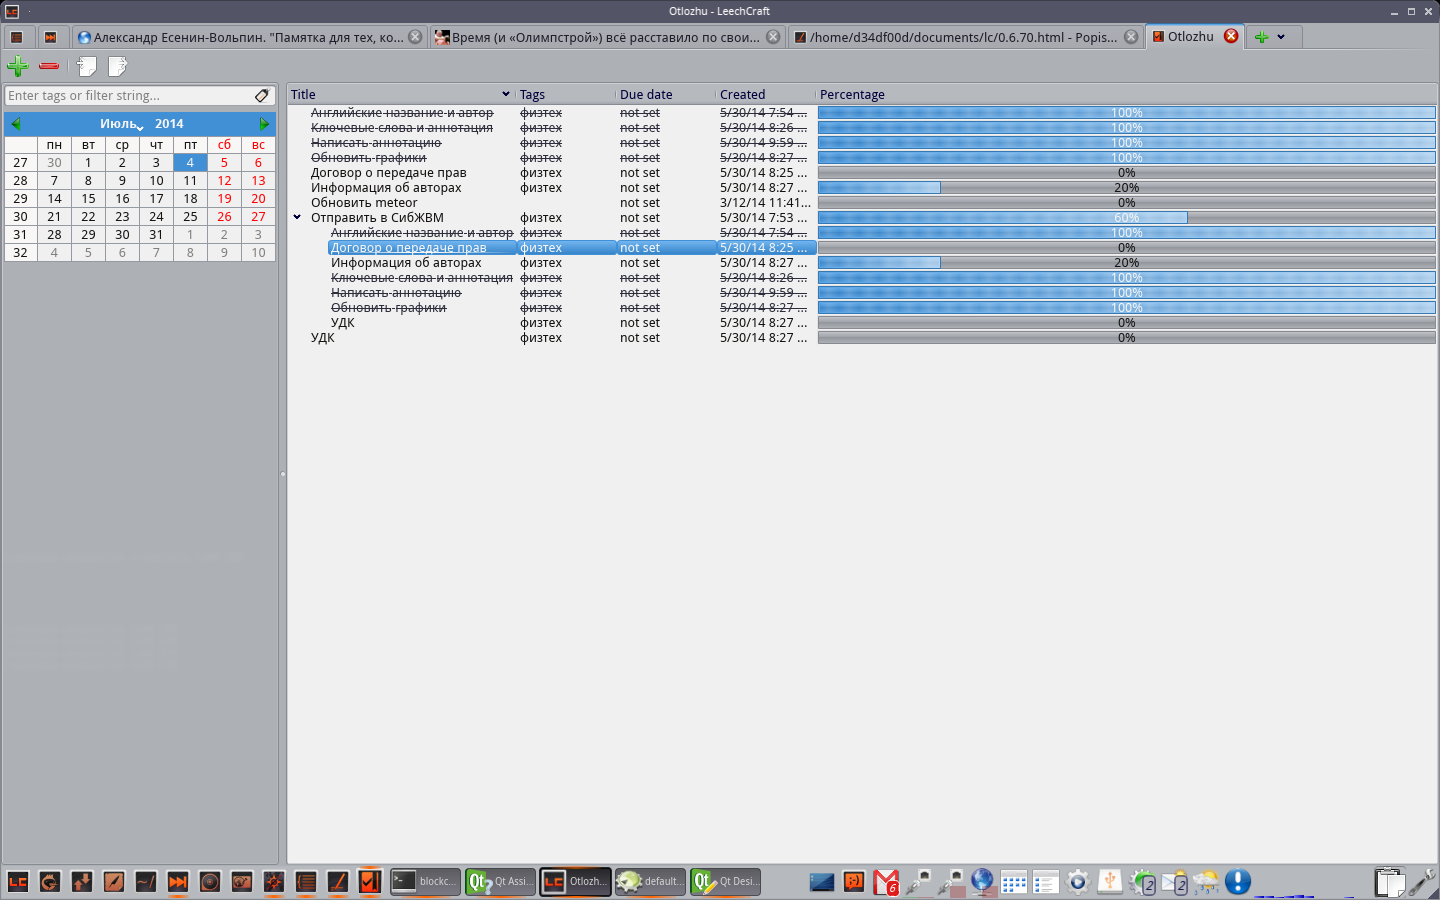 Otlozhu - LeechCraft
Александр Есенин-Вольпин. "Памятка для тех, ко...
Время (и «Олимпстрой») всё расставило по свои...
/home/d34df00d/documents/lc/0.6.70.html - Popis...
Otlozhu
Enter tags or filter string...
Июль 2014
пн вт ср чт пт сб вс
27 30 1 2 3 4 5 6
28 7 8 9 10 11 12 13
29 14 15 16 17 18 19 20
30 21 22 23 24 25 26 27
31 28 29 30 31 1 2 3
32 4 5 6 7 8 9 10
Title Tags Due date Created Percentage
Английские название и автор физтех not set 5/30/14 7:54 ... 100%
Ключевые слова и аннотация физтех not set 5/30/14 8:26 ... 100%
Написать аннотацию физтех not set 5/30/14 9:59 ... 100%
Обновить графики физтех not set 5/30/14 8:27 ... 100%
Договор о передаче прав физтех not set 5/30/14 8:25 ... 0%
Информация об авторах физтех not set 5/30/14 8:27 ... 20%
Обновить meteor not set 3/12/14 11:41... 0%
Отправить в СибЖВМ физтех not set 5/30/14 7:53 ... 60%
Английские название и автор физтех not set 5/30/14 7:54 ... 100%
Договор о передаче прав физтех not set 5/30/14 8:25 ... 0%
Информация об авторах физтех not set 5/30/14 8:27 ... 20%
Ключевые слова и аннотация физтех not set 5/30/14 8:26 ... 100%
Написать аннотацию физтех not set 5/30/14 9:59 ... 100%
Обновить графики физтех not set 5/30/14 8:27 ... 100%
УДК физтех not set 5/30/14 8:27 ... 0%
УДК физтех not set 5/30/14 8:27 ... 0%
LC blockc... Qt Qt Assi... LC Otlozh... default... Qt Qt Desi... 6 2 2